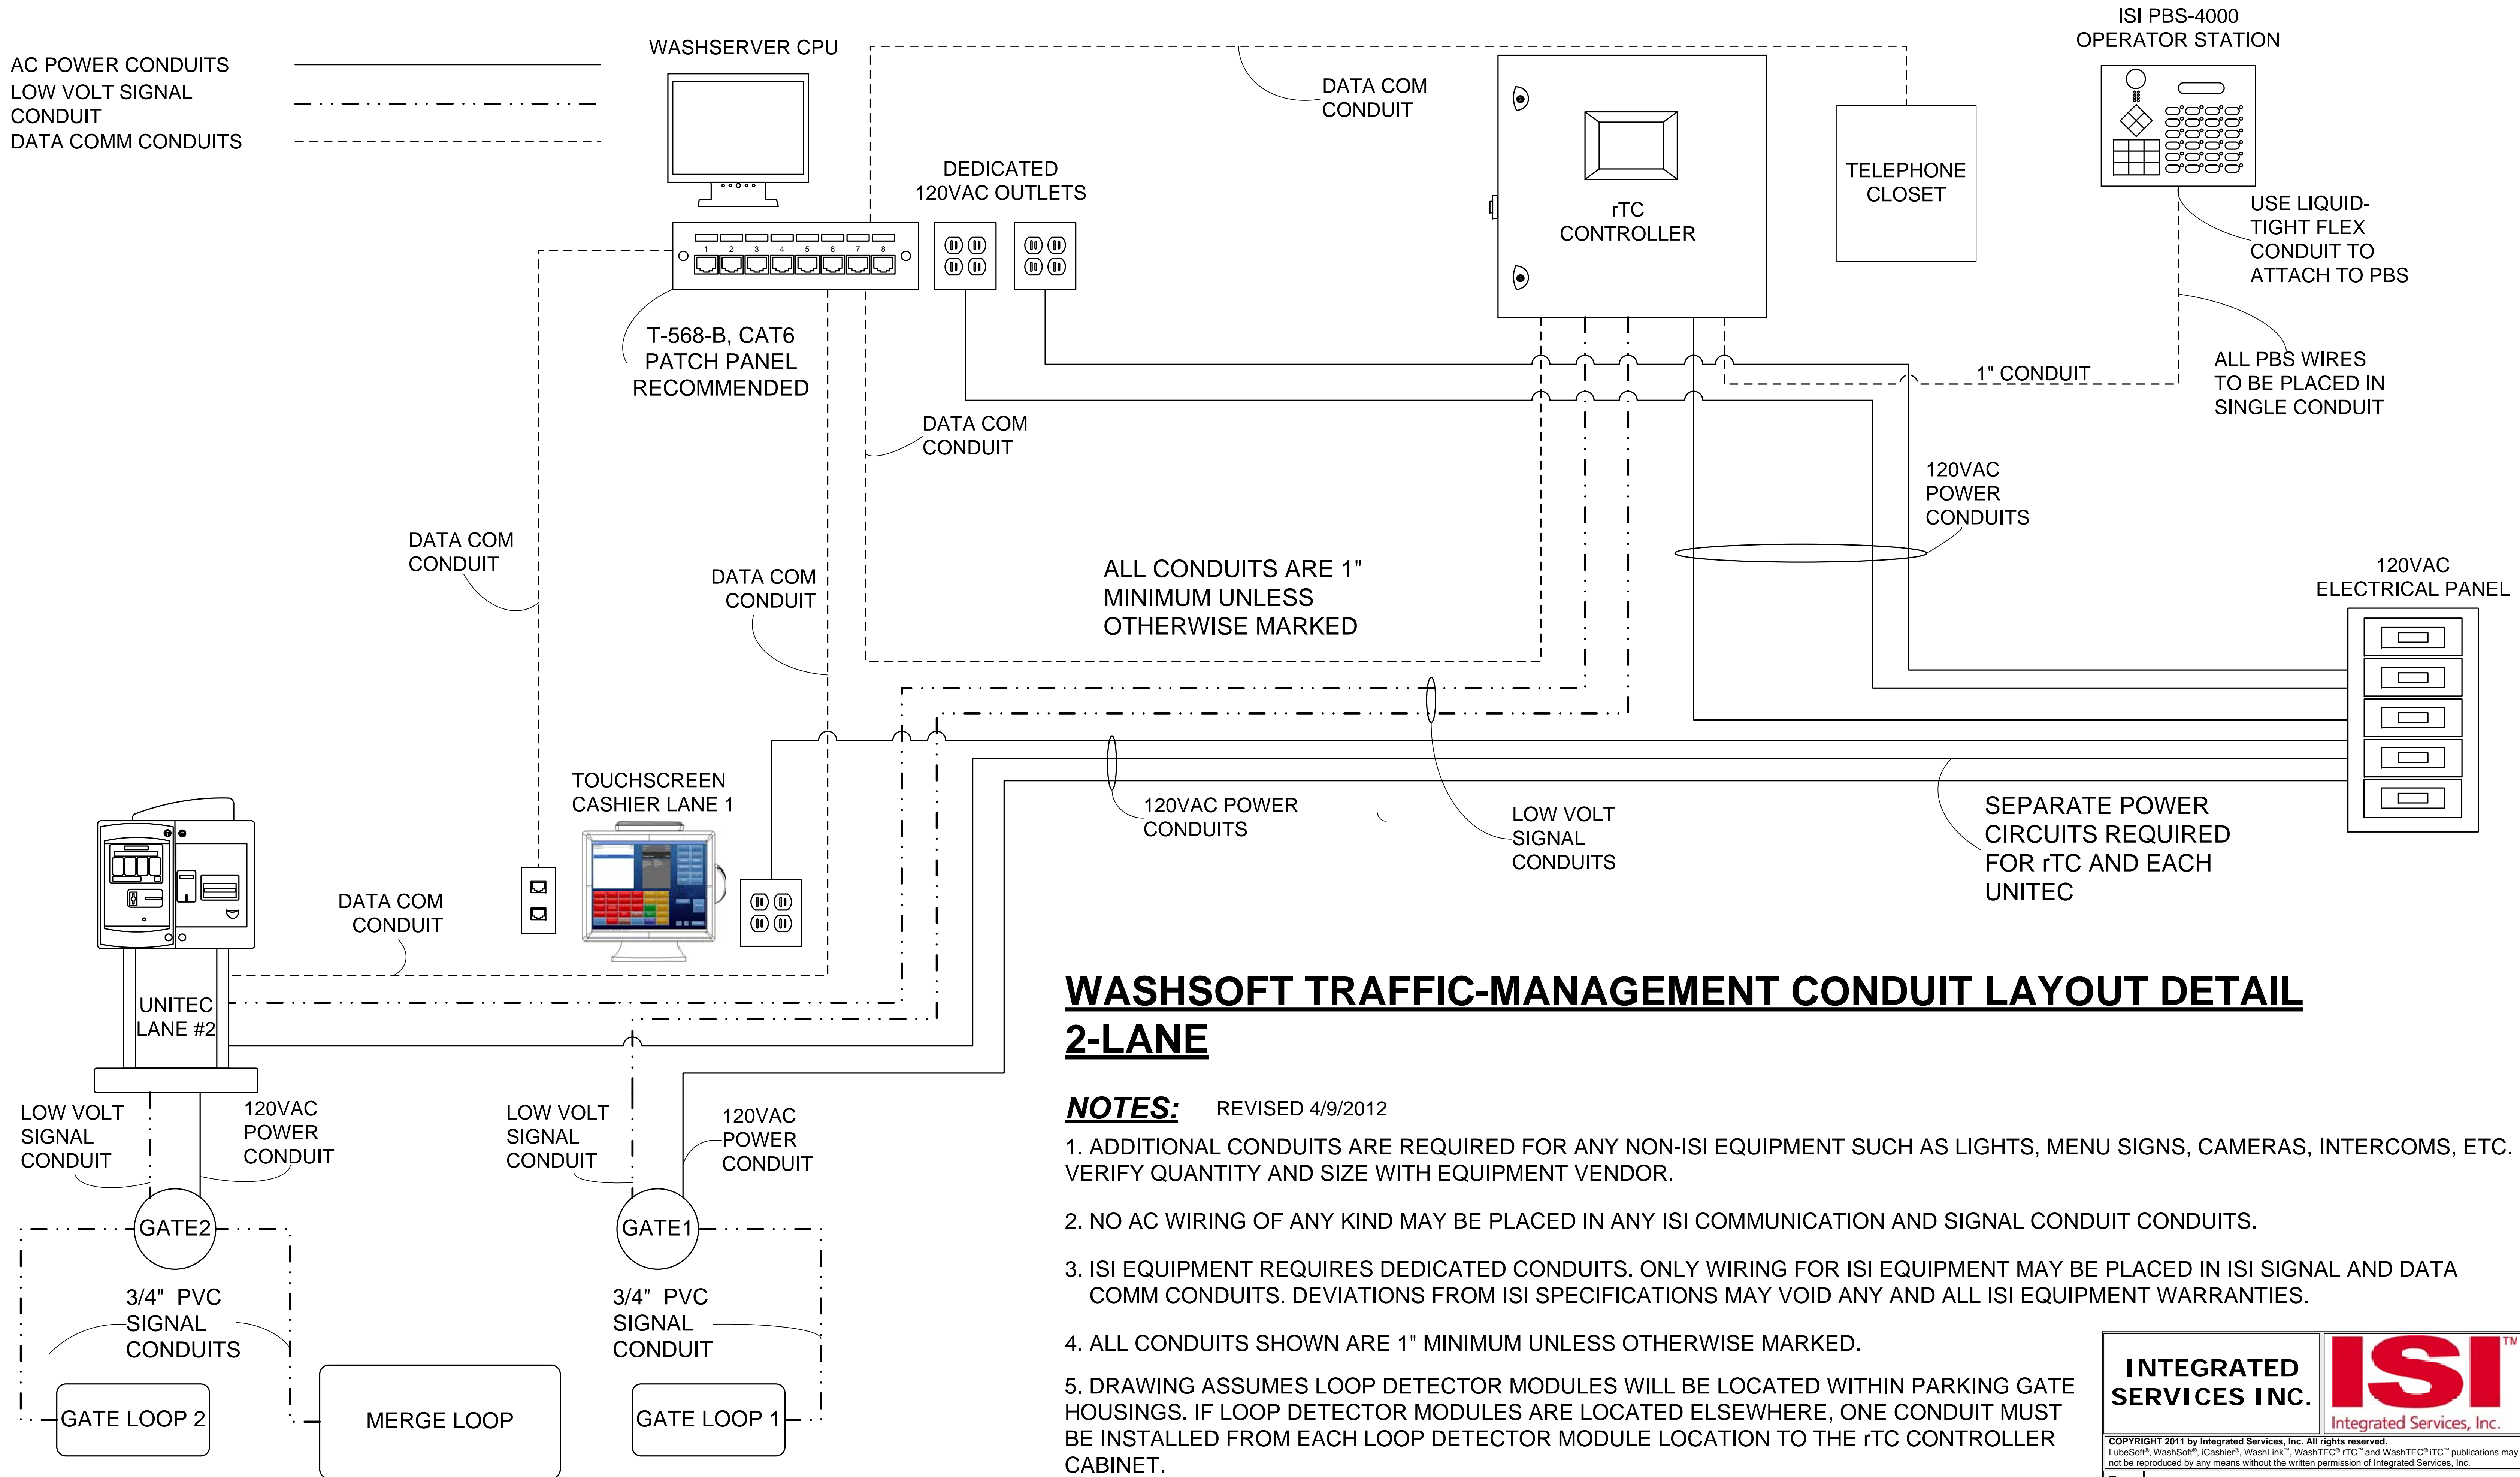 AC POWER CONDUITS
LOW VOLT SIGNAL
CONDUIT
DATA COMM CONDUITS
WASHSERVER CPU
DATA COM
CONDUIT
ISI PBS-4000
OPERATOR STATION
DEDICATED
120VAC OUTLETS
rTC
CONTROLLER
TELEPHONE
CLOSET
USE LIQUID-
TIGHT FLEX
CONDUIT TO
ATTACH TO PBS
1 2 3 4 5 6 7 8
T-568-B, CAT6
PATCH PANEL
RECOMMENDED
1" CONDUIT
ALL PBS WIRES
TO BE PLACED IN
SINGLE CONDUIT
DATA COM
CONDUIT
120VAC
POWER
CONDUITS
DATA COM
CONDUIT
DATA COM
CONDUIT
ALL CONDUITS ARE 1"
MINIMUM UNLESS
OTHERWISE MARKED
120VAC
ELECTRICAL PANEL
TOUCHSCREEN
CASHIER LANE 1
120VAC POWER
CONDUITS
LOW VOLT
SIGNAL
CONDUITS
SEPARATE POWER
CIRCUITS REQUIRED
FOR rTC AND EACH
UNITEC
DATA COM
CONDUIT
UNITEC
LANE #2
WASHSOFT TRAFFIC-MANAGEMENT CONDUIT LAYOUT DETAIL
2-LANE
LOW VOLT
SIGNAL
CONDUIT
120VAC
POWER
CONDUIT
LOW VOLT
SIGNAL
CONDUIT
120VAC
POWER
CONDUIT
GATE2
GATE1
3/4" PVC
SIGNAL
CONDUITS
3/4" PVC
SIGNAL
CONDUIT
GATE LOOP 2
MERGE LOOP
GATE LOOP 1
NOTES: REVISED 4/9/2012
1. ADDITIONAL CONDUITS ARE REQUIRED FOR ANY NON-ISI EQUIPMENT SUCH AS LIGHTS, MENU SIGNS, CAMERAS, INTERCOMS, ETC.
VERIFY QUANTITY AND SIZE WITH EQUIPMENT VENDOR.
2. NO AC WIRING OF ANY KIND MAY BE PLACED IN ANY ISI COMMUNICATION AND SIGNAL CONDUIT CONDUITS.
3. ISI EQUIPMENT REQUIRES DEDICATED CONDUITS. ONLY WIRING FOR ISI EQUIPMENT MAY BE PLACED IN ISI SIGNAL AND DATA
COMM CONDUITS. DEVIATIONS FROM ISI SPECIFICATIONS MAY VOID ANY AND ALL ISI EQUIPMENT WARRANTIES.
4. ALL CONDUITS SHOWN ARE 1" MINIMUM UNLESS OTHERWISE MARKED.
5. DRAWING ASSUMES LOOP DETECTOR MODULES WILL BE LOCATED WITHIN PARKING GATE
HOUSINGS. IF LOOP DETECTOR MODULES ARE LOCATED ELSEWHERE, ONE CONDUIT MUST
BE INSTALLED FROM EACH LOOP DETECTOR MODULE LOCATION TO THE rTC CONTROLLER
CABINET.
INTEGRATED
SERVICES INC.
ISI™
Integrated Services, Inc.
COPYRIGHT 2011 by Integrated Services, Inc. All rights reserved.
LubeSoft®, WashSoft®, iCashier®, WashLink™, WashTEC® rTC™ and WashTEC® iTC™ publications may
not be reproduced by any means without the written permission of Integrated Services, Inc.